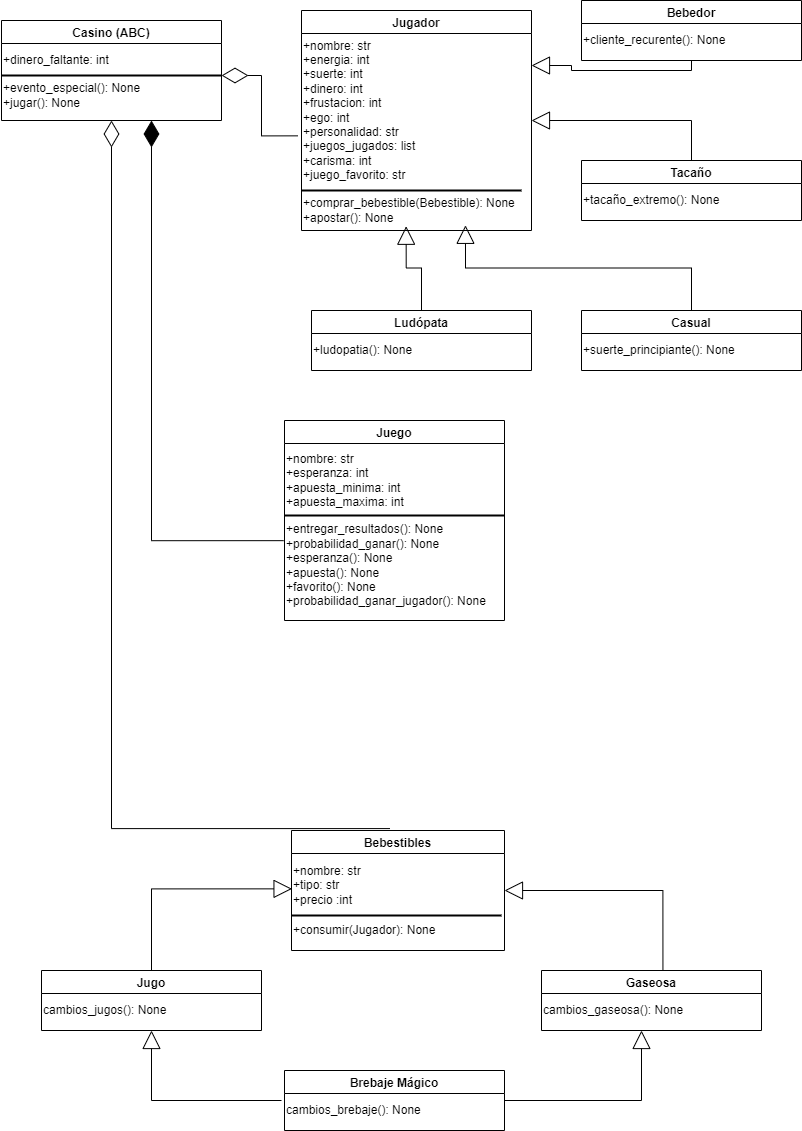 Casino (ABC)
+dinero_faltante: int
+evento_especial(): None
+jugar(): None
Jugador
+nombre: str
+energia: int
+suerte: int
+dinero: int
+frustacion: int
+ego: int
+personalidad: str
+juegos_jugados: list
+carisma: int
+juego_favorito: str
+comprar_bebestible(Bebestible): None
+apostar(): None
Bebedor
+cliente_recurente(): None
Tacaño
+tacaño_extremo(): None
Ludópata
+ludopatia(): None
Casual
+suerte_principiante(): None
Juego
+nombre: str
+esperanza: int
+apuesta_minima: int
+apuesta_maxima: int
+entregar_resultados(): None
+probabilidad_ganar(): None
+esperanza(): None
+apuesta(): None
+favorito(): None
+probabilidad_ganar_jugador(): None
Bebestibles
+nombre: str
+tipo: str
+precio :int
+consumir(Jugador): None
Jugo
cambios_jugos(): None
Gaseosa
cambios_gaseosa(): None
Brebaje Mágico
cambios_brebaje(): None